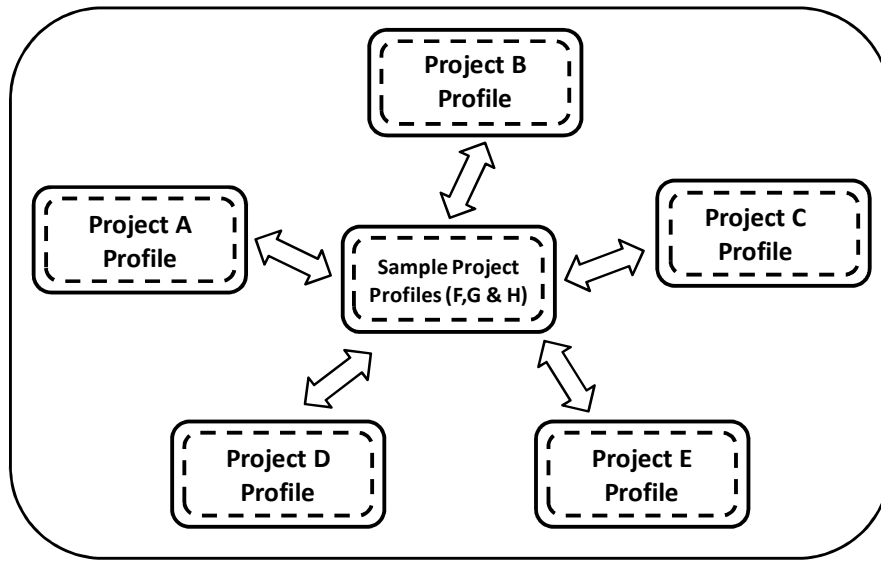 Project B
Profile
Project A
Profile
Project C
Profile
Sample Project
Profiles (F,G & H)
Project D
Profile
Project E
Profile